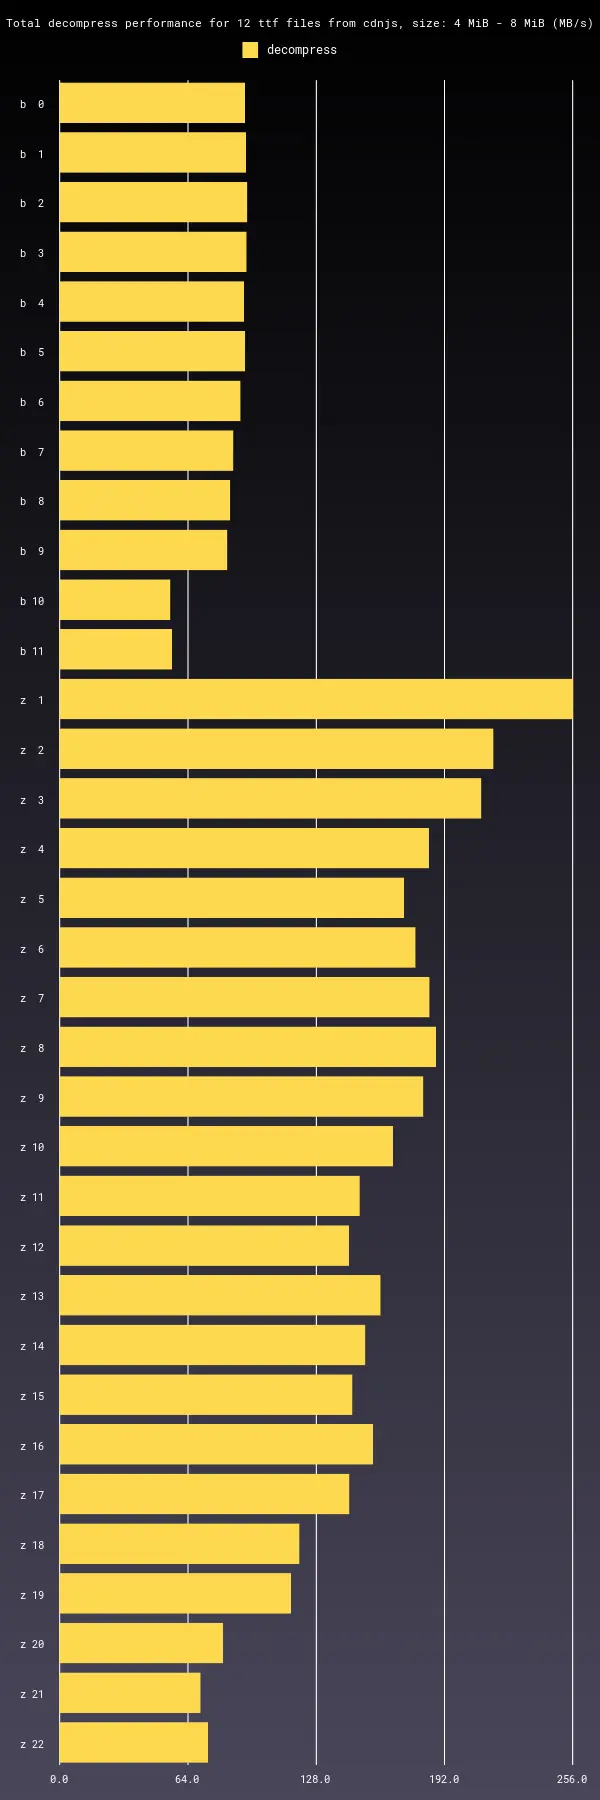 Total decompress performance for 12 ttf files from cdnjs, size: 4 MiB - 8 MiB (MB/s)
decompress
b 0
b 1
b 2
b 3
b 4
b 5
b 6
b 7
b 8
b 9
b 10
b 11
z 1
z 2
z 3
z 4
z 5
z 6
z 7
z 8
z 9
z 10
z 11
z 12
z 13
z 14
z 15
z 16
z 17
z 18
z 19
z 20
z 21
z 22
0.0 64.0 128.0 192.0 256.0